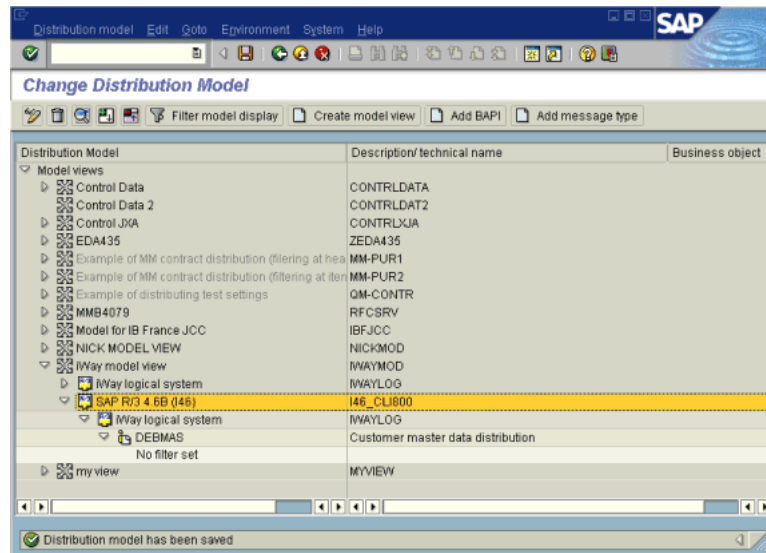 Distribution model Edit Goto Environment System Help
SAP
Change Distribution Model
Filter model display Create model view Add BAPI Add message type
Distribution Model Description/technical name Business object
Model views
Control Data CONTRLDATA
Control Data 2 CONTRLDAT2
Control JXA CONTRLXJA
EDA435 ZEDA435
Example of MM contract distribution (filering at hea MM-PUR1
Example of MM contract distribution (filtering at iten MM-PUR2
Example of distributing test settings QM-CONTR
MMB4079 RFCSRV
Model for IB France JCC IBFJCC
NICK MODEL VIEW NICKMOD
iWay model view IWAYMOD
iWay logical system IWAYLOG
SAP R/3 4.6B (I46) I46_CLI800
iWay logical system IWAYLOG
DEBMAS Customer master data distribution
No filter set
my view MYVIEW
Distribution model has been saved